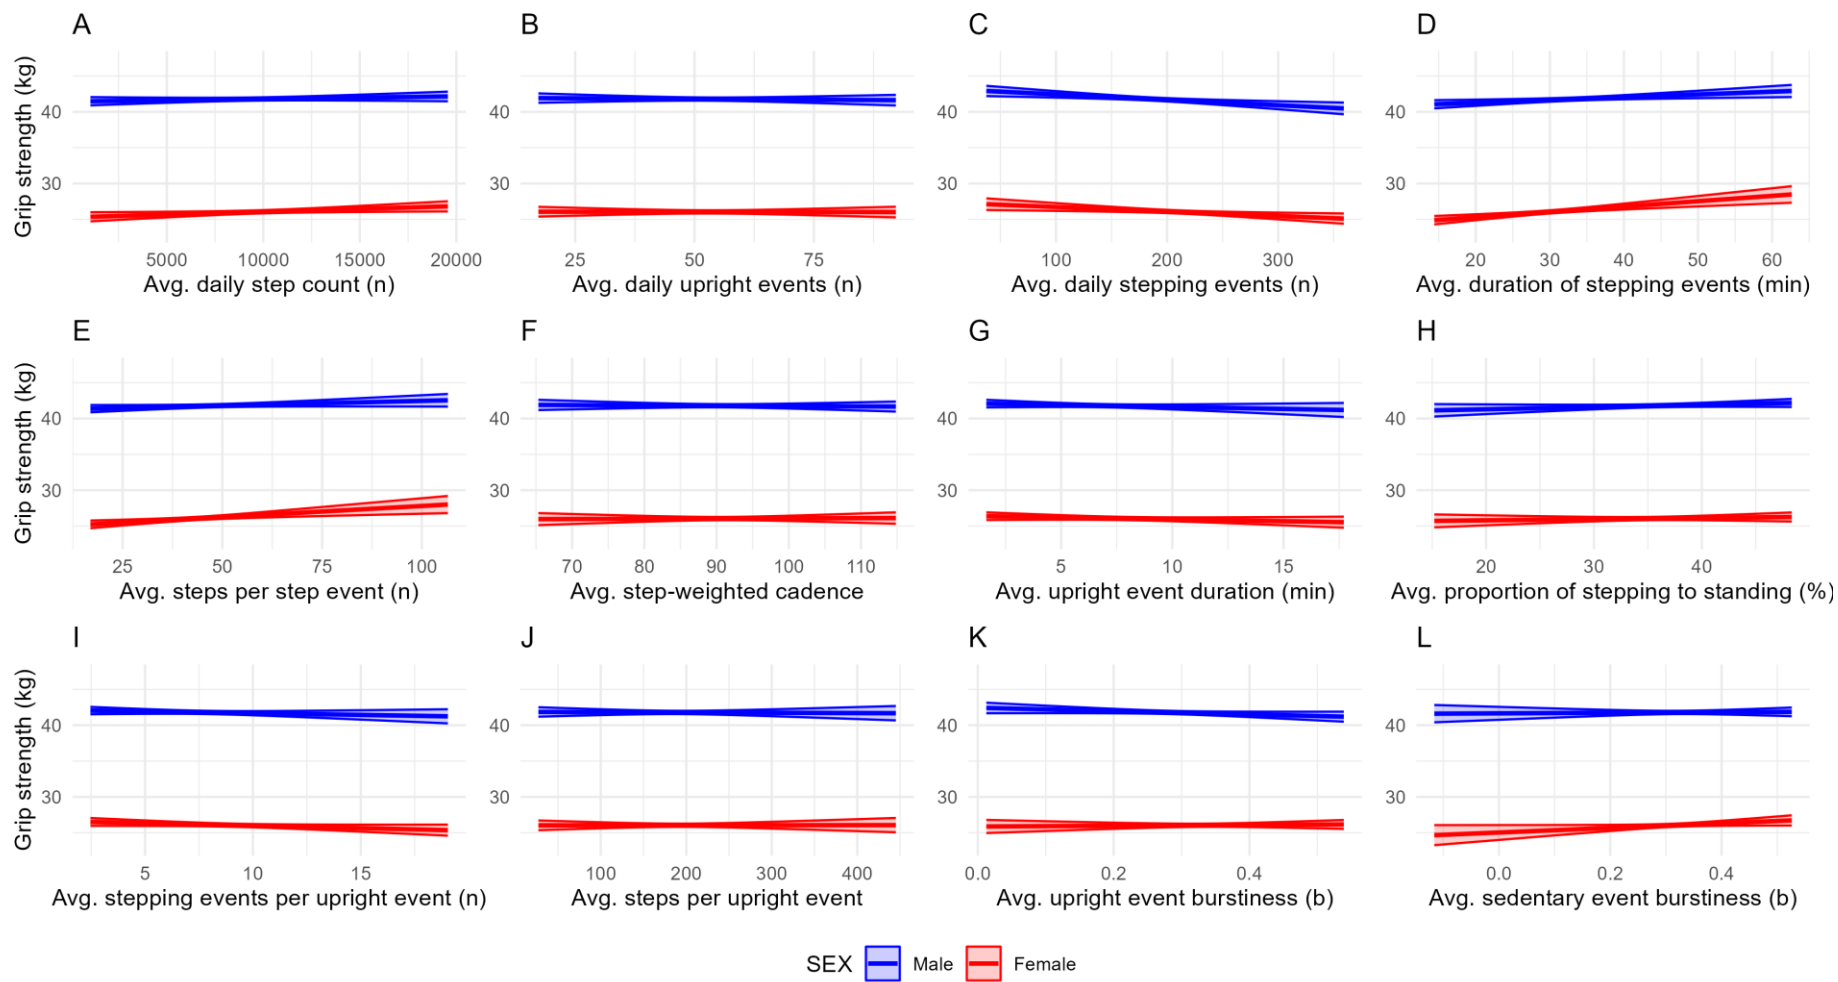 A B C D
Grip strength (kg)
40 40 40 40
30 30 30 30
5000 10000 15000 20000 25 50 75 100 200 300 20 30 40 50 60
Avg. daily step count (n) Avg. daily upright events (n) Avg. daily stepping events (n) Avg. duration of stepping events (min)
E F G H
Grip strength (kg)
40 40 40 40
30 30 30 30
25 50 75 100 70 80 90 100 110 5 10 15 20 30 40
Avg. steps per step event (n) Avg. step-weighted cadence Avg. upright event duration (min) Avg. proportion of stepping to standing (%)
I J K L
Grip strength (kg)
40 40 40 40
30 30 30 30
5 10 15 100 200 300 400 0.0 0.2 0.4 0.0 0.2 0.4
Avg. stepping events per upright event (n) Avg. steps per upright event Avg. upright event burstiness (b) Avg. sedentary event burstiness (b)
SEX Male Female